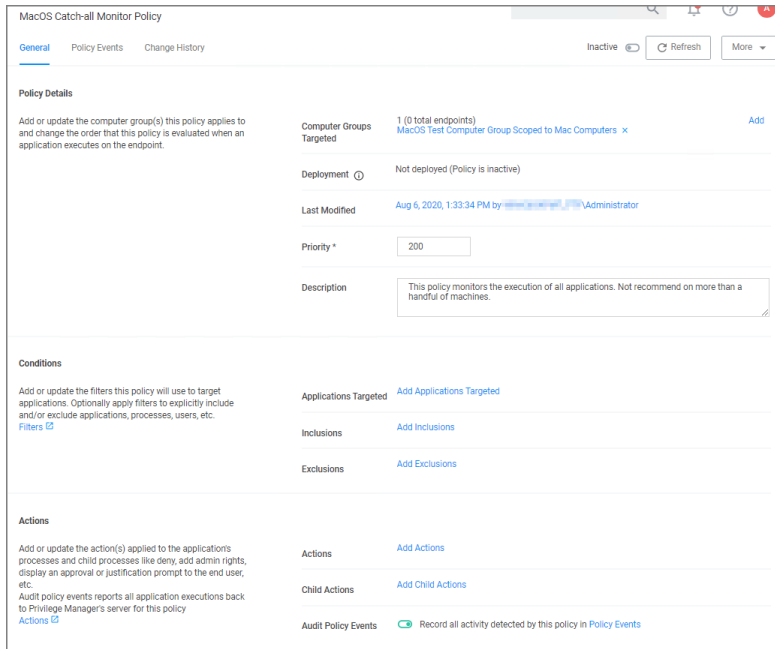 MacOS Catch-all Monitor Policy
A
General
Policy Events
Change History
Inactive
Refresh
More
Policy Details
Add or update the computer group(s) this policy applies to
and change the order that this policy is evaluated when an
application executes on the endpoint.
Computer Groups
Targeted
1 (0 total endpoints)
MacOS Test Computer Group Scoped to Mac Computers ×
Add
Deployment
Not deployed (Policy is inactive)
Last Modified
Aug 6, 2020, 1:33:34 PM by \Administrator
Priority *
200
Description
This policy monitors the execution of all applications. Not recommend on more than a
handful of machines.
Conditions
Add or update the filters this policy will use to target
applications. Optionally apply filters to explicitly include
and/or exclude applications, processes, users, etc.
Filters
Applications Targeted
Add Applications Targeted
Inclusions
Add Inclusions
Exclusions
Add Exclusions
Actions
Add or update the action(s) applied to the application's
processes and child processes like deny, add admin rights,
display an approval or justification prompt to the end user,
etc.
Audit policy events reports all application executions back
to Privilege Manager's server for this policy
Actions
Actions
Add Actions
Child Actions
Add Child Actions
Audit Policy Events
Record all activity detected by this policy in Policy Events